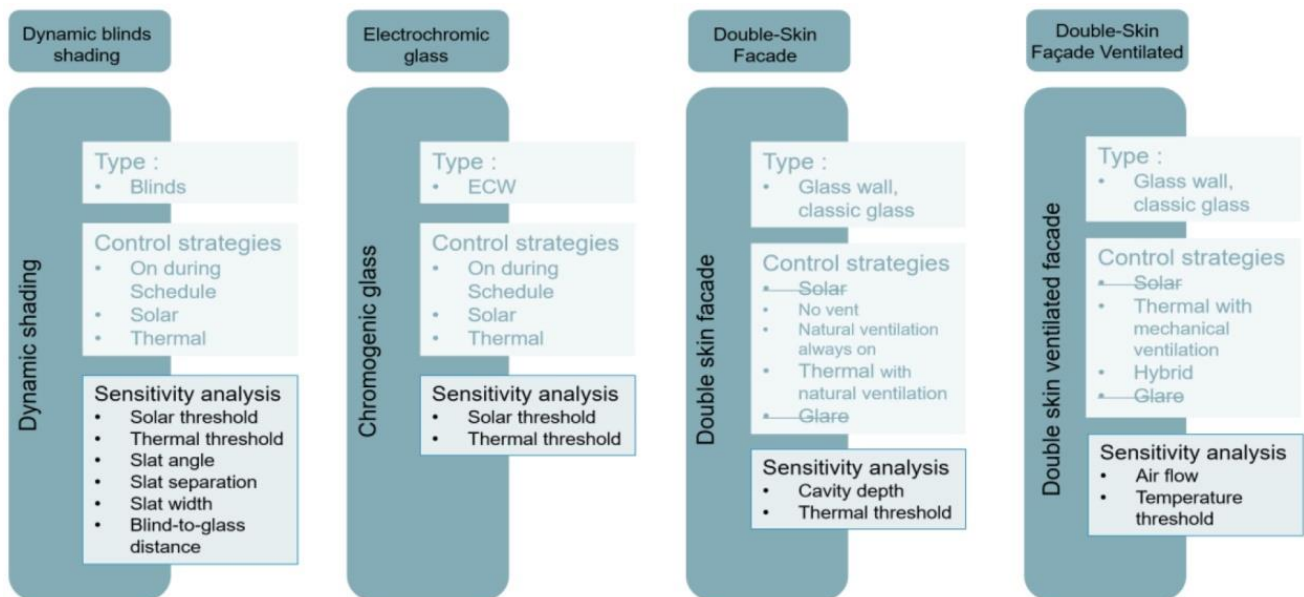 Dynamic blinds
shading
Dynamic shading
Type :
• Blinds
Control strategies
• On during
Schedule
• Solar
• Thermal
Sensitivity analysis
• Solar threshold
• Thermal threshold
• Slat angle
• Slat separation
• Slat width
• Blind-to-glass
distance
Electrochromic
glass
Chromogenic glass
Type :
• ECW
Control strategies
• On during
Schedule
• Solar
• Thermal
Sensitivity analysis
• Solar threshold
• Thermal threshold
Double-Skin
Facade
Double skin facade
Type :
• Glass wall,
classic glass
Control strategies
• Solar
• No vent
• Natural ventilation
always on
• Thermal with
natural ventilation
• Glare
Sensitivity analysis
• Cavity depth
• Thermal threshold
Double-Skin
Façade Ventilated
Double skin ventilated facade
Type :
• Glass wall,
classic glass
Control strategies
• Solar
• Thermal with
mechanical
ventilation
• Hybrid
• Glare
Sensitivity analysis
• Air flow
• Temperature
threshold